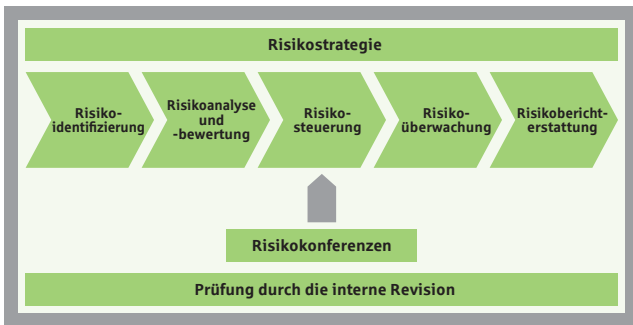 Risikostrategie
Risiko-
identifizierung
Risikoanalyse
und
-bewertung
Risiko-
steuerung
Risiko-
überwachung
Risikobericht-
erstattung
Risikokonferenzen
Prüfung durch die interne Revision